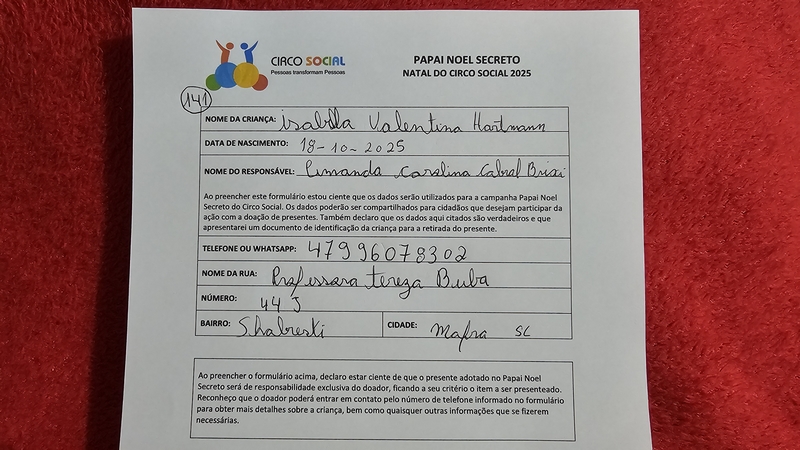 CIRCO SOCIAL
Pessoas transformam Pessoas
PAPAI NOEL SECRETO
NATAL DO CIRCO SOCIAL 2025
141
NOME DA CRIANÇA: isabella Valentina Hartmann
DATA DE NASCIMENTO: 18-10-2025
NOME DO RESPONSÁVEL: Carolina Cabral
Ao preencher este formulário estou ciente que os dados serão utilizados para a campanha Papai Noel
Secreto do Circo Social. Os dados poderão ser compartilhados para cidadãos que desejam participar da
ação com a doação de presentes. Também declaro que os dados aqui citados são verdadeiros e que
apresentarei um documento de identificação da criança para a retirada do presente.
TELEFONE OU WHATSAPP: 47996078302
NOME DA RUA: Professora Tereza Buba
NÚMERO: 44
BAIRRO: CIDADE: Mafra SC
Ao preencher o formulário acima, declaro estar ciente de que o presente adotado no Papai Noel
Secreto será de responsabilidade exclusiva do doador, ficando a seu critério o item a ser presenteado.
Reconheço que o doador poderá entrar em contato pelo número de telefone informado no formulário
para obter mais detalhes sobre a criança, bem como quaisquer outras informações que se fizerem
necessárias.